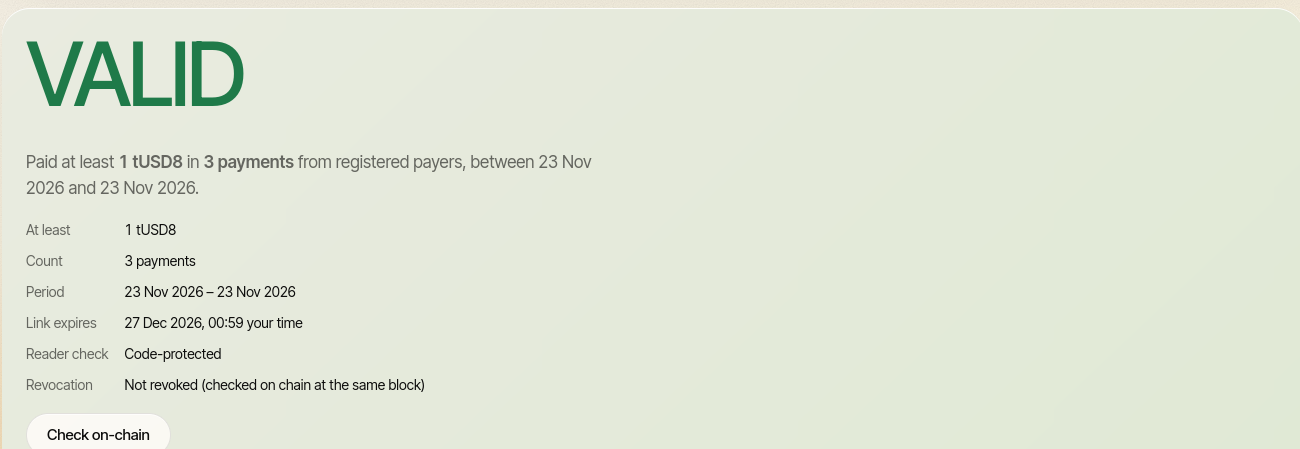 VALID
Paid at least 1 tUSD8 in 3 payments from registered payers, between 23 Nov
2026 and 23 Nov 2026.
At least 1 tUSD8
Count 3 payments
Period 23 Nov 2026 – 23 Nov 2026
Link expires 27 Dec 2026, 00:59 your time
Reader check Code-protected
Revocation Not revoked (checked on chain at the same block)
Check on-chain